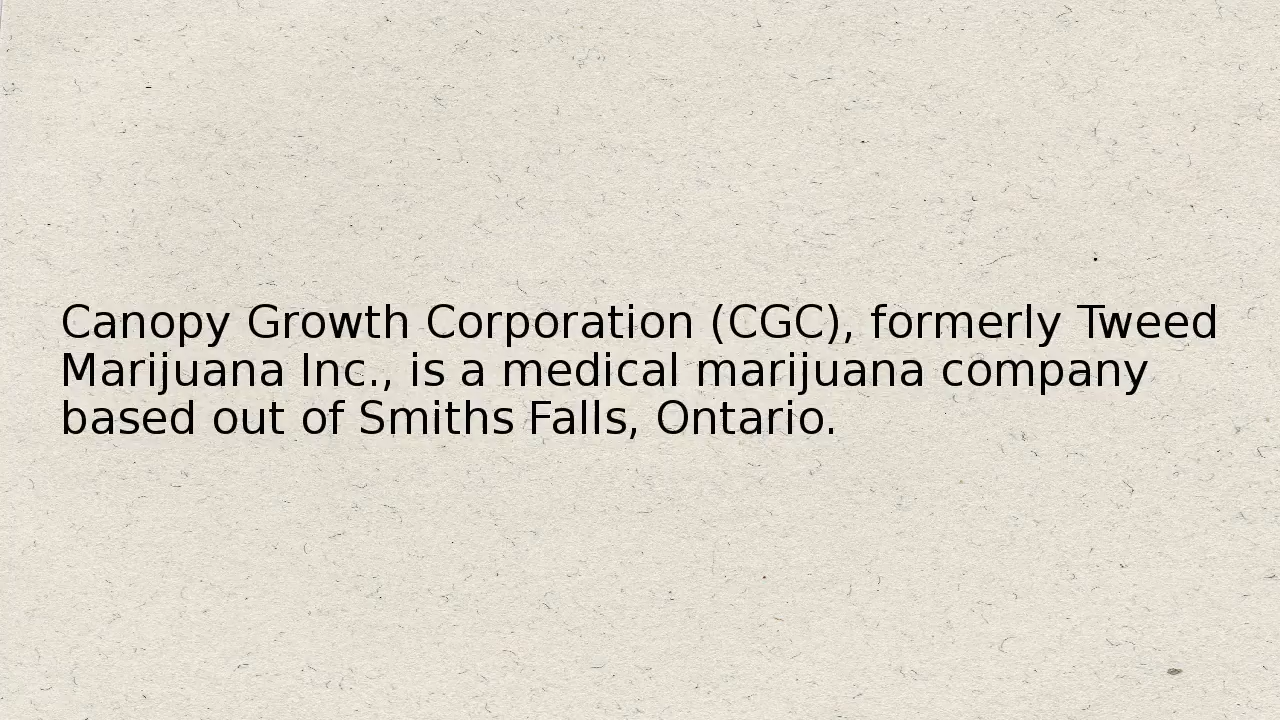 Canopy Growth Corporation (CGC), formerly Tweed
Marijuana Inc., is a medical marijuana company
based out of Smiths Falls, Ontario.